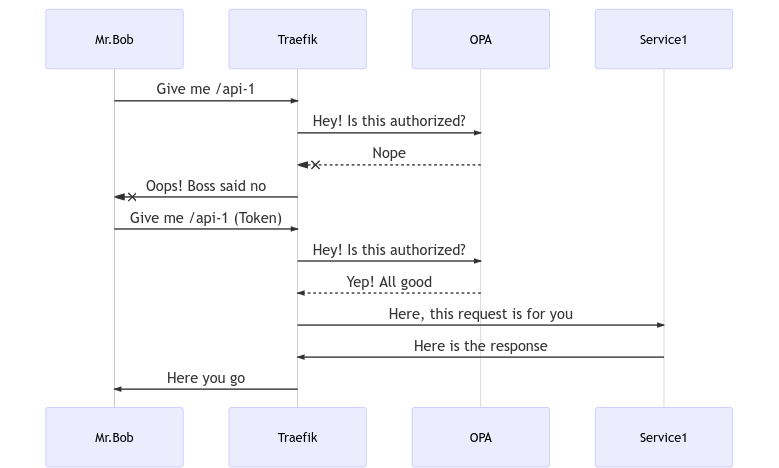 Mr.Bob
Traefik
OPA
Service1
Give me /api-1
Hey! Is this authorized?
Nope
Oops! Boss said no
Give me /api-1 (Token)
Hey! Is this authorized?
Yep! All good
Here, this request is for you
Here is the response
Here you go
Mr.Bob
Traefik
OPA
Service1